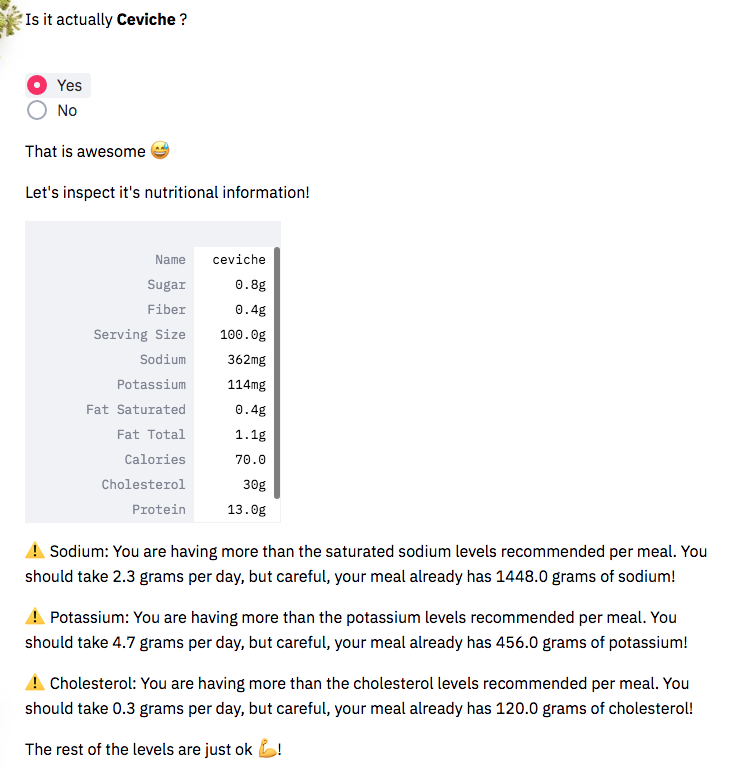 Is it actually Ceviche ?
Yes
No
That is awesome 😅
Let's inspect it's nutritional information!
Name ceviche
Sugar 0.8g
Fiber 0.4g
Serving Size 100.0g
Sodium 362mg
Potassium 114mg
Fat Saturated 0.4g
Fat Total 1.1g
Calories 70.0
Cholesterol 30g
Protein 13.0g
⚠️ Sodium: You are having more than the saturated sodium levels recommended per meal. You
should take 2.3 grams per day, but careful, your meal already has 1448.0 grams of sodium!
⚠️ Potassium: You are having more than the potassium levels recommended per meal. You
should take 4.7 grams per day, but careful, your meal already has 456.0 grams of potassium!
⚠️ Cholesterol: You are having more than the cholesterol levels recommended per meal. You
should take 0.3 grams per day, but careful, your meal already has 120.0 grams of cholesterol!
The rest of the levels are just ok 💪!